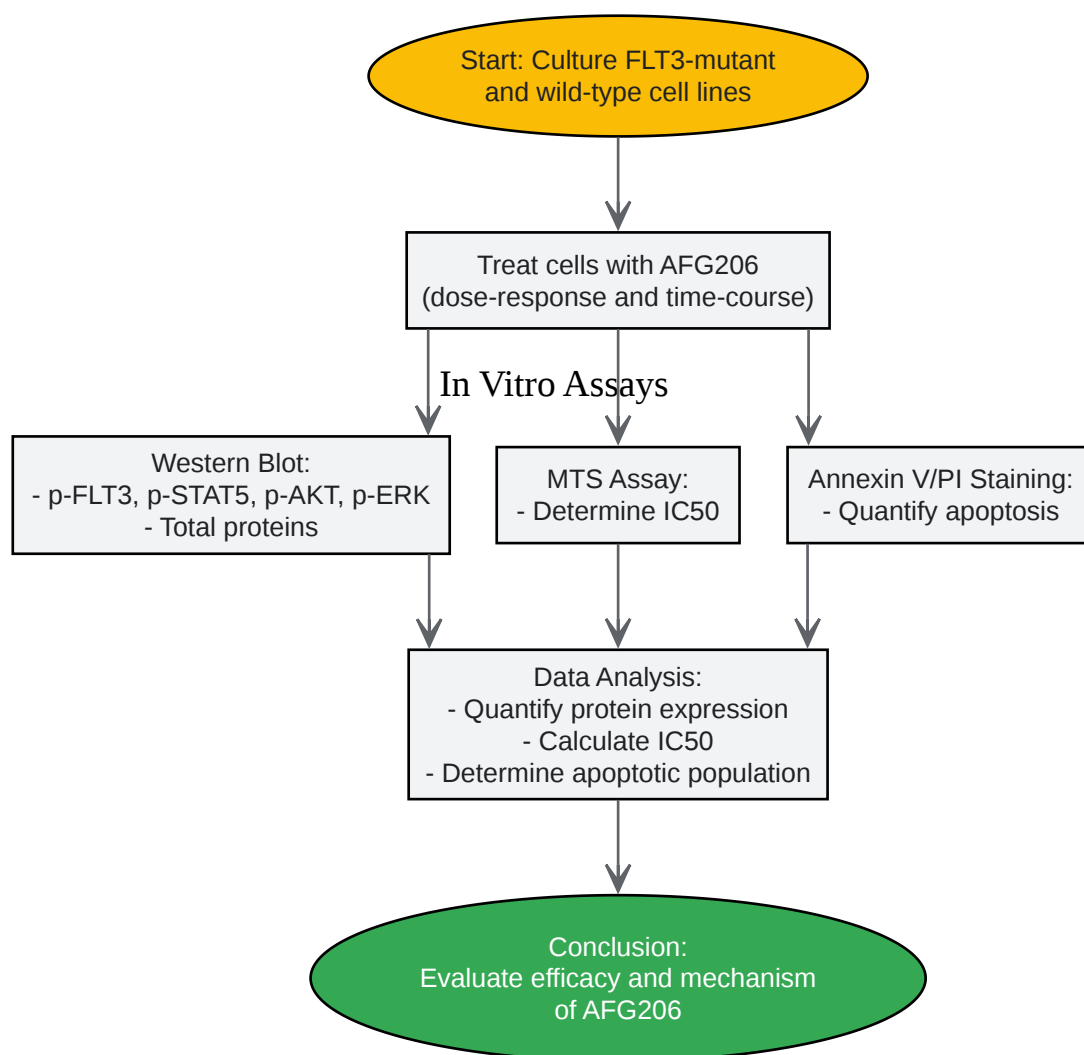 Start: Culture FLT3-mutant
and wild-type cell lines
Treat cells with AFG206
(dose-response and time-course)
In Vitro Assays
Western Blot:
- p-FLT3, p-STAT5, p-AKT, p-ERK
- Total proteins
MTS Assay:
- Determine IC50
Annexin V/PI Staining:
- Quantify apoptosis
Data Analysis:
- Quantify protein expression
- Calculate IC50
- Determine apoptotic population
Conclusion:
Evaluate efficacy and mechanism
of AFG206